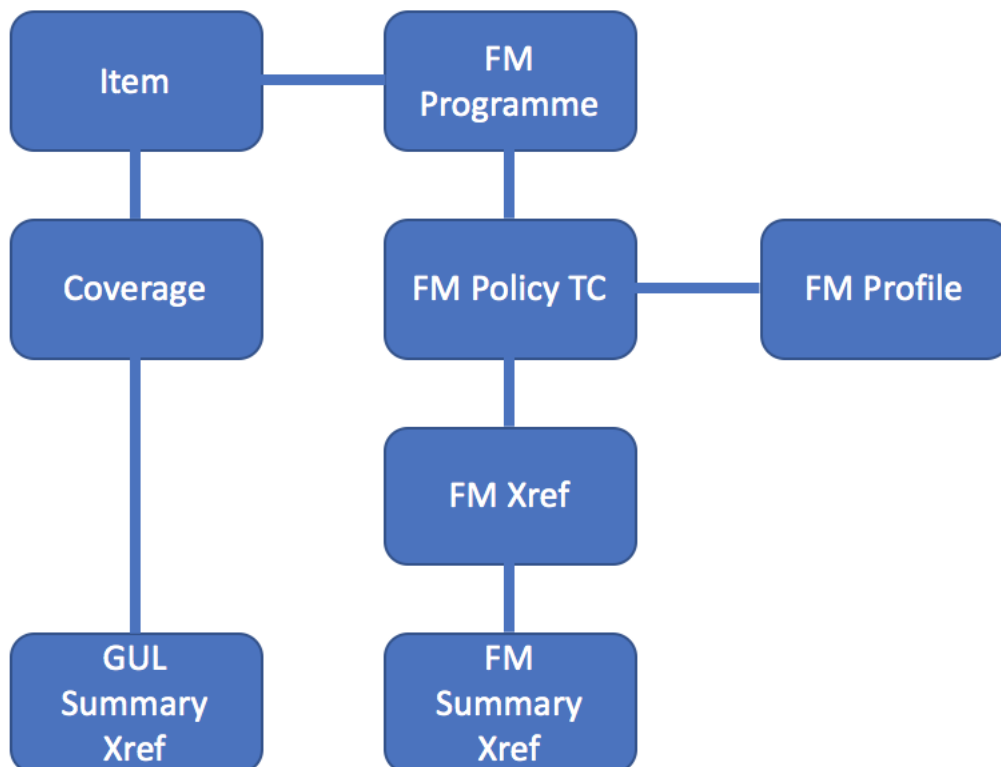 Item
FM
Programme
Coverage
FM Policy TC
FM Profile
FM Xref
GUL
Summary
Xref
FM
Summary
Xref